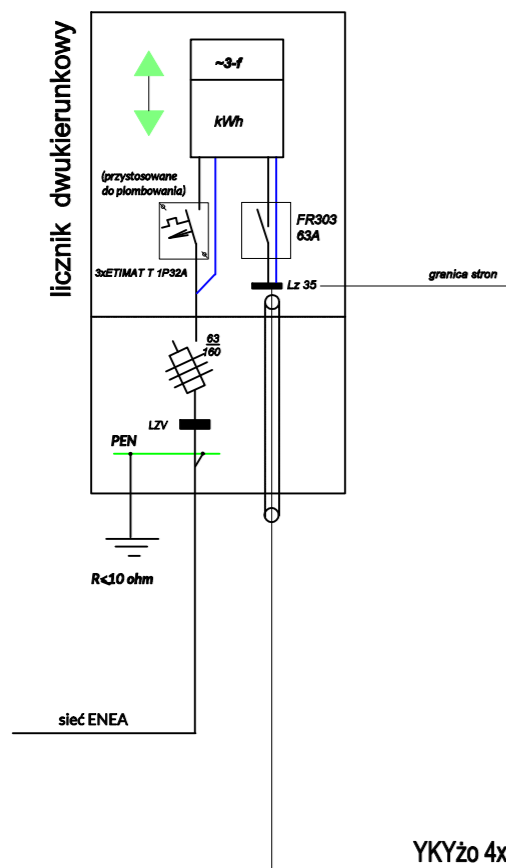 licznik dwukierunkowy
~3-f
kWh
(przystosowane
do plombowania)
FR303
63A
3xETIMAT T 1P32A
Lz 35
granica stron
63
160
LZV
PEN
R<10 ohm
sieć ENEA
YKYżo 4x